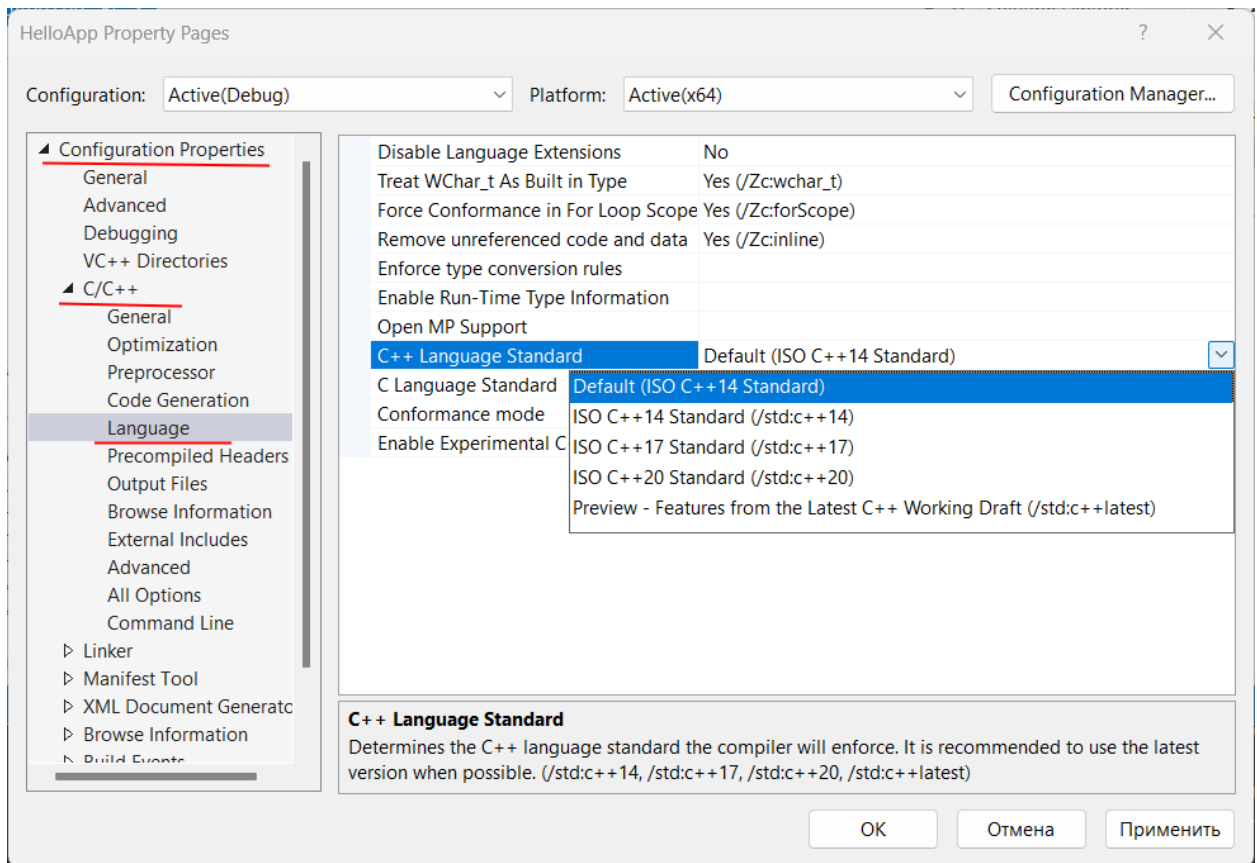 HelloApp Property Pages
Configuration: Active(Debug) Platform: Active(x64) Configuration Manager...
Configuration Properties
General
Advanced
Debugging
VC++ Directories
C/C++
General
Optimization
Preprocessor
Code Generation
Language
Precompiled Headers
Output Files
Browse Information
External Includes
Advanced
All Options
Command Line
Linker
Manifest Tool
XML Document Generato
Browse Information
Build Events
Disable Language Extensions No
Treat WChar_t As Built in Type Yes (/Zc:wchar_t)
Force Conformance in For Loop Scope Yes (/Zc:forScope)
Remove unreferenced code and data Yes (/Zc:inline)
Enforce type conversion rules
Enable Run-Time Type Information
Open MP Support
C++ Language Standard Default (ISO C++14 Standard)
C Language Standard Default (ISO C++14 Standard)
Conformance mode ISO C++14 Standard (/std:c++14)
Enable Experimental C ISO C++17 Standard (/std:c++17)
ISO C++20 Standard (/std:c++20)
Preview - Features from the Latest C++ Working Draft (/std:c++latest)
C++ Language Standard
Determines the C++ language standard the compiler will enforce. It is recommended to use the latest
version when possible. (/std:c++14, /std:c++17, /std:c++20, /std:c++latest)
ОК Отмена Применить